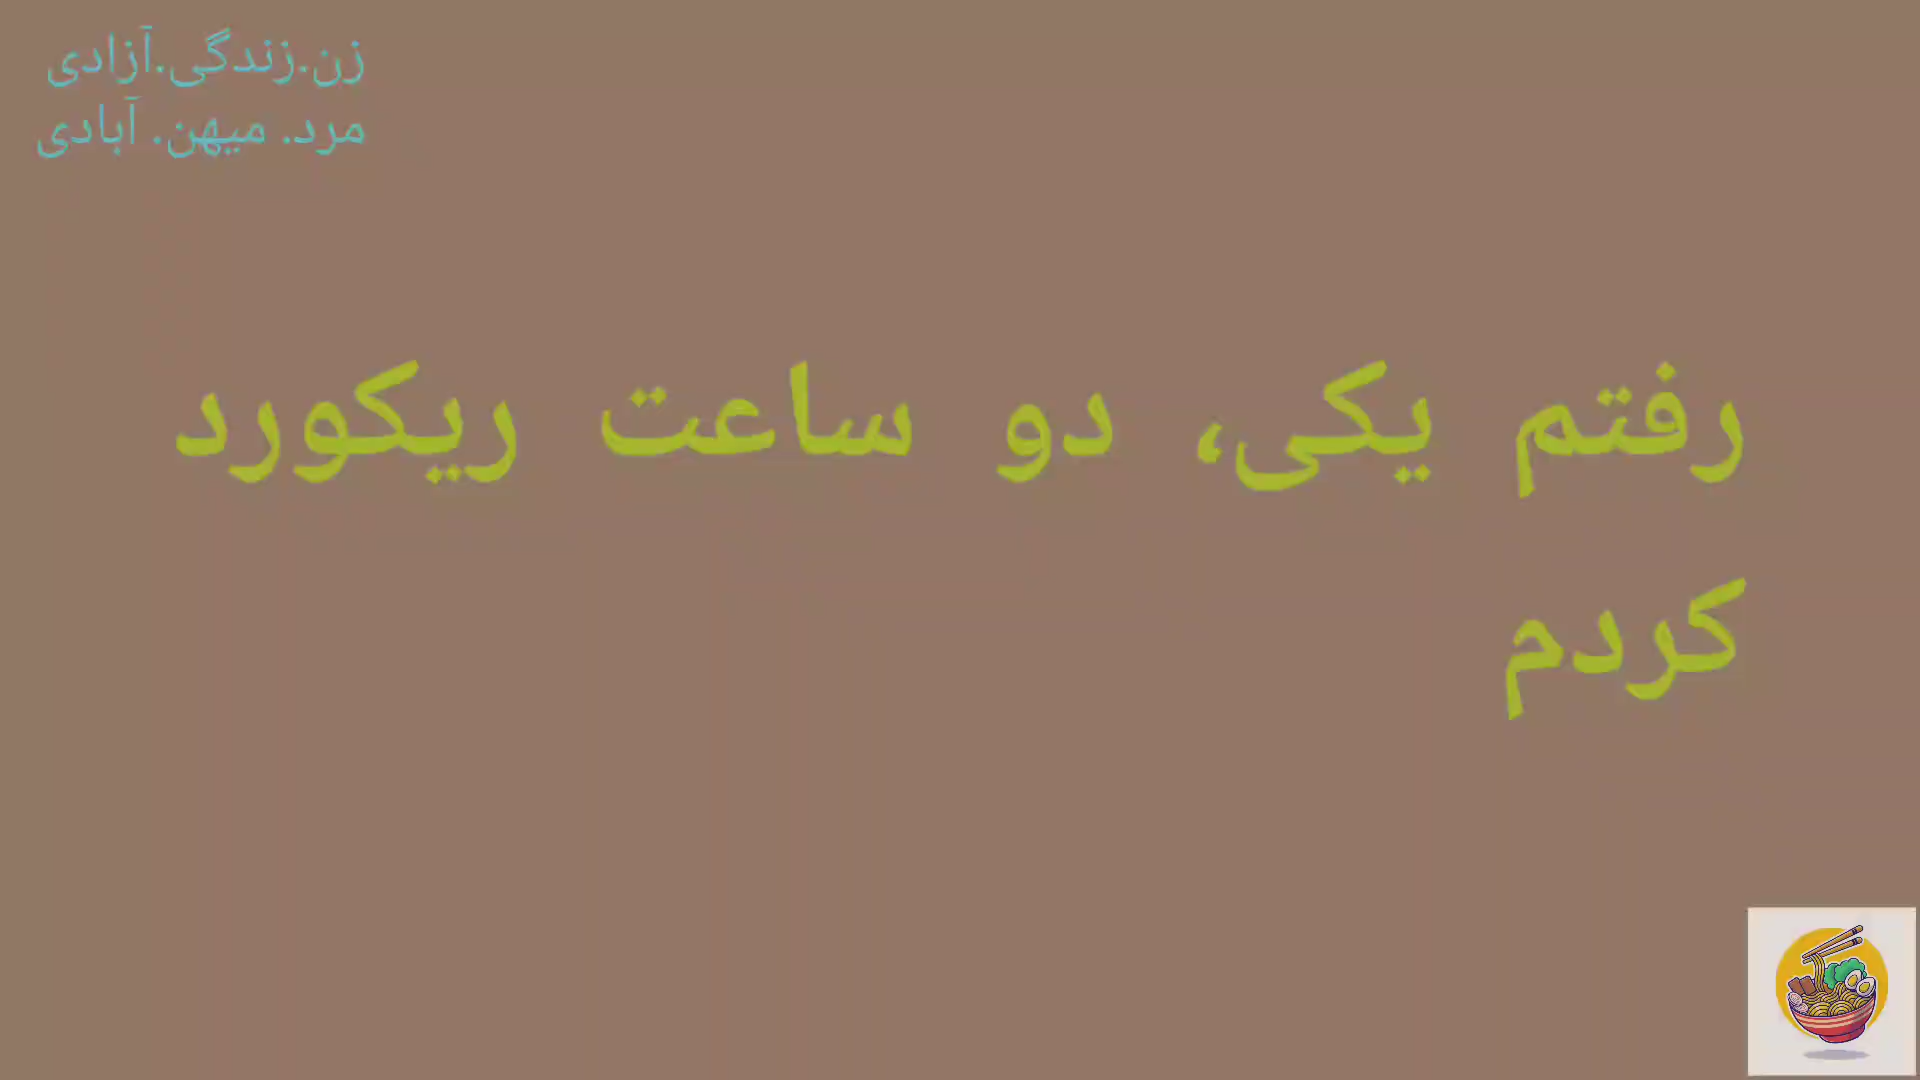 زن.زندگی.آزادی
مرد. میهن. آبادی
رفتم یکی، دو ساعت ریکورد
کردم